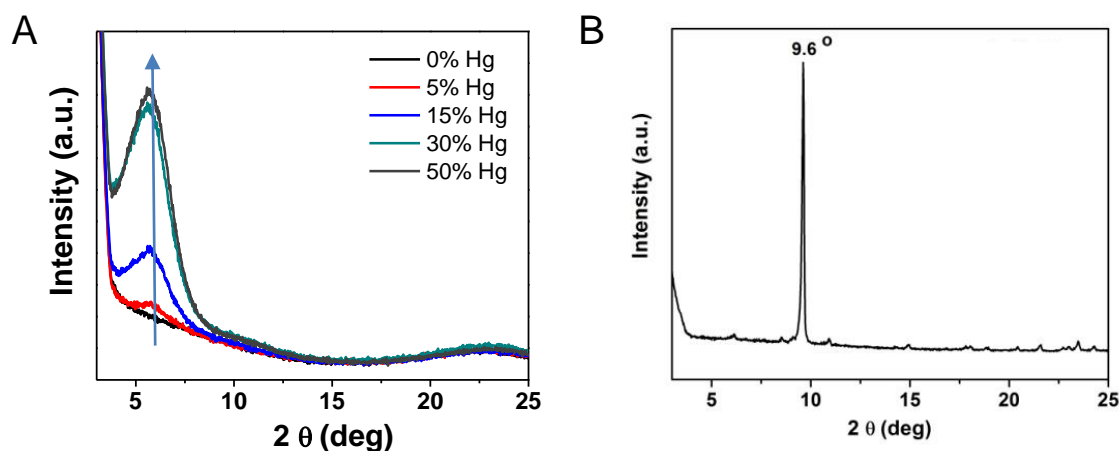 A
0% Hg
5% Hg
15% Hg
30% Hg
50% Hg
Intensity (a.u.)
5 10 15 20 25
2 θ (deg)
B
9.6 o
Intensity (a.u.)
5 10 15 20 25
2 θ (deg)